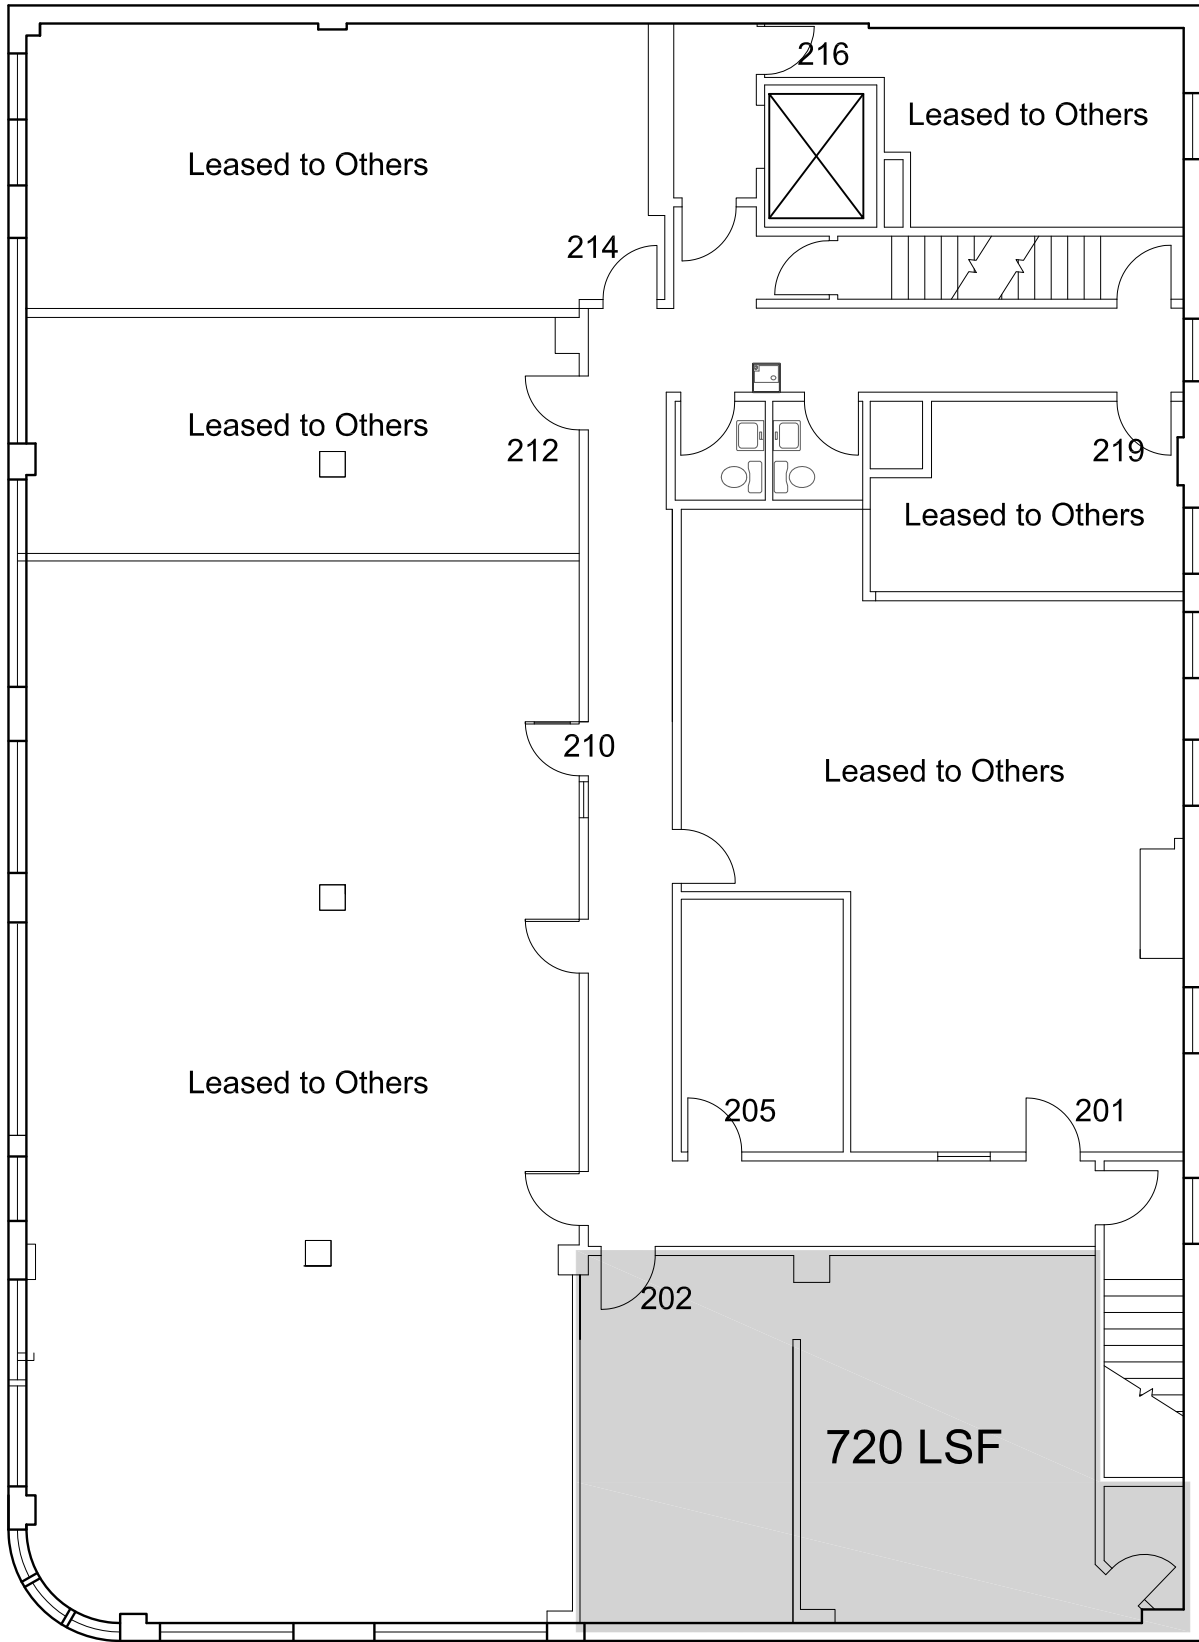 216
Leased to Others
Leased to Others
214
Leased to Others
212
219
Leased to Others
210
Leased to Others
Leased to Others
205
201
202
720 LSF